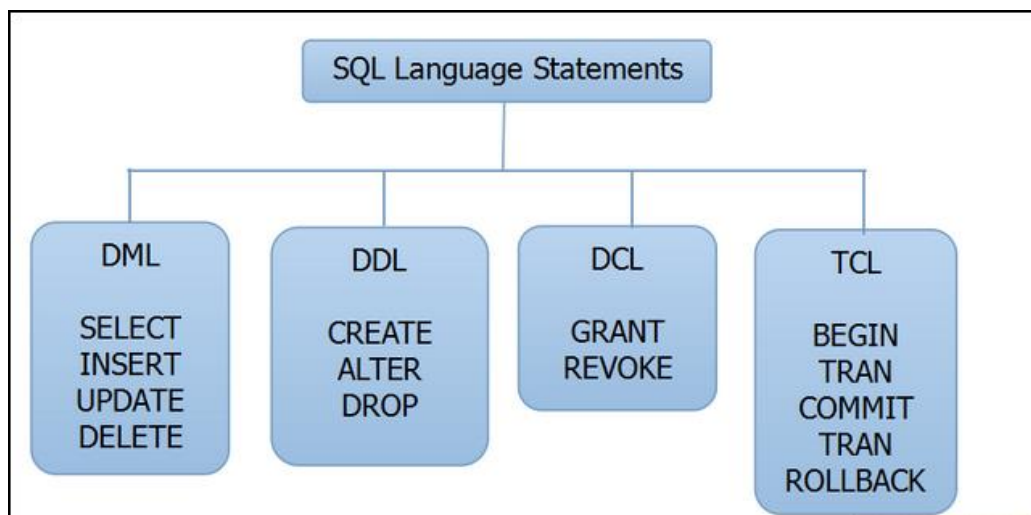 SQL Language Statements
DML
SELECT
INSERT
UPDATE
DELETE
DDL
CREATE
ALTER
DROP
DCL
GRANT
REVOKE
TCL
BEGIN
TRAN
COMMIT
TRAN
ROLLBACK